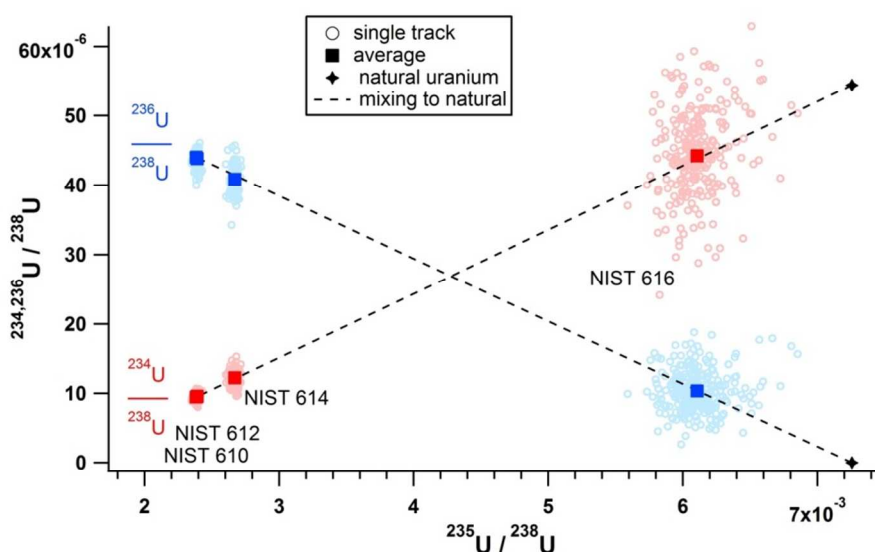 single track
average
natural uranium
mixing to natural
60x10⁻⁶
50
40
30
20
10
0
²³⁴,²³⁶U / ²³⁸U
²³⁶U
²³⁸U
²³⁴U
²³⁸U
NIST 616
NIST 614
NIST 612
NIST 610
2
3
4
5
6
7x10⁻³
²³⁵U / ²³⁸U